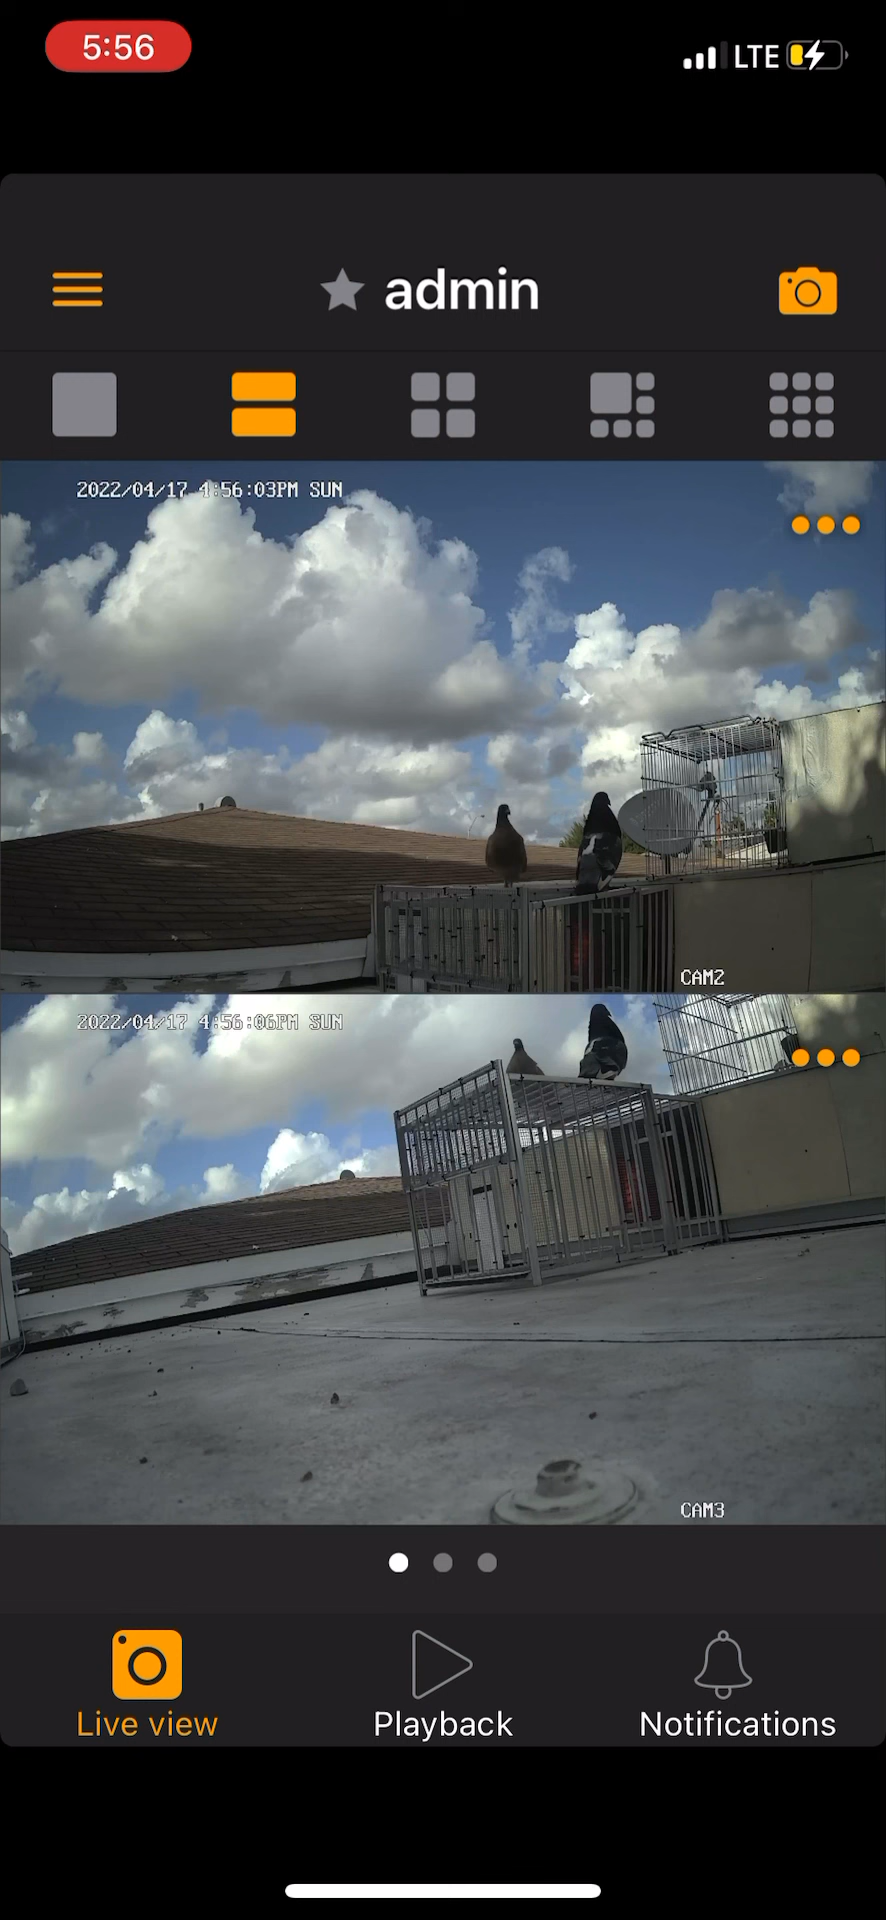 5:56
LTE
admin
2022/04/17 4:56:03PM SUN
CAM2
2022/04/17 4:56:06PM SUN
CAM3
Live view
Playback
Notifications